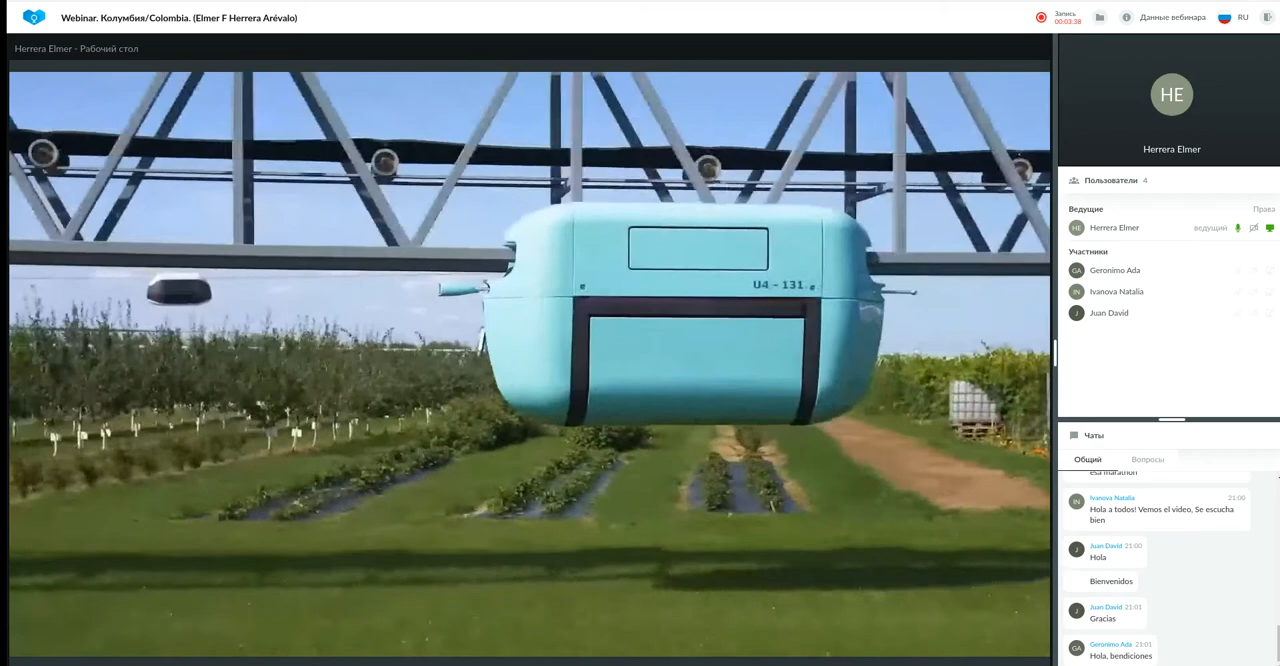 Webinar. Колумбия/Colombia. (Elmer F Herrera Arévalo)
Запись
00:03:38
Данные вебинара
RU
Herrera Elmer - Рабочий стол
U4 - 131
HE
Herrera Elmer
Пользователи 4
Ведущие Права
HE Herrera Elmer ведущий
Участники
GA Geronimo Ada
IN Ivanova Natalia
J Juan David
Чаты
Общий Вопросы
esa marathon
IN Ivanova Natalia 21:00
Hola a todos! Vemos el video, Se escucha
bien
J Juan David 21:00
Hola
Bienvenidos
J Juan David 21:01
Gracias
GA Geronimo Ada 21:01
Hola, bendiciones